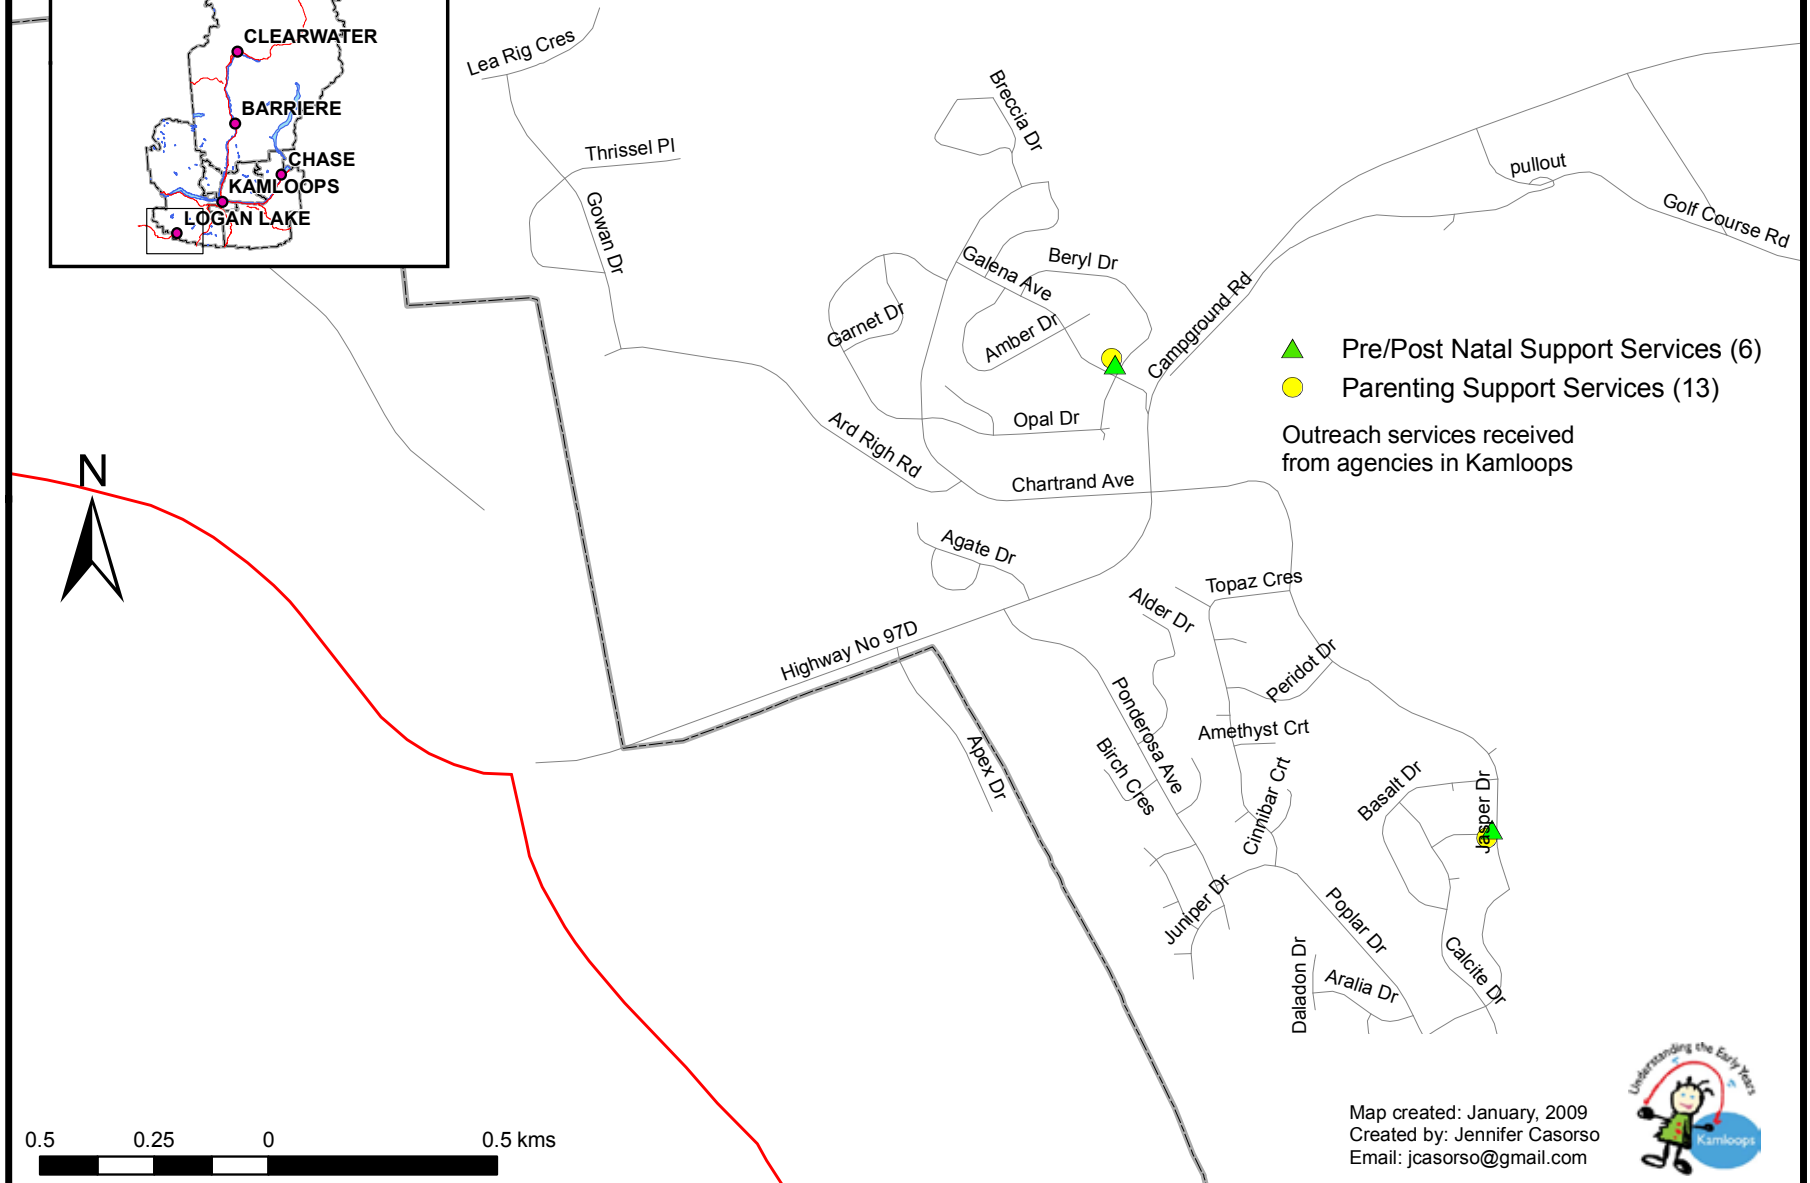 CLEARWATER
BARRIERE
CHASE
KAMLOOPS
LOGAN LAKE
Lea Rig Cres
Thrissel Pl
Gowan Dr
Breccia Dr
pullout
Golf Course Rd
Galena Ave
Beryl Dr
Garnet Dr
Amber Dr
Campground Rd
Pre/Post Natal Support Services (6)
Parenting Support Services (13)
Outreach services received
from agencies in Kamloops
Opal Dr
Ard Righ Rd
Chartrand Ave
N
Agate Dr
Topaz Cres
Alder Dr
Highway No 97D
Peridot Dr
Ponderosa Ave
Amethyst Crt
Apex Dr
Birch Cres
Cinnibar Crt
Basalt Dr
Jasper Dr
Juniper Dr
Poplar Dr
Daladon Dr
Aralia Dr
Calcite Dr
Understanding the Early Years
Kamloops
Map created: January, 2009
Created by: Jennifer Casorso
Email: jcasorso@gmail.com
0.5 0.25 0 0.5 kms